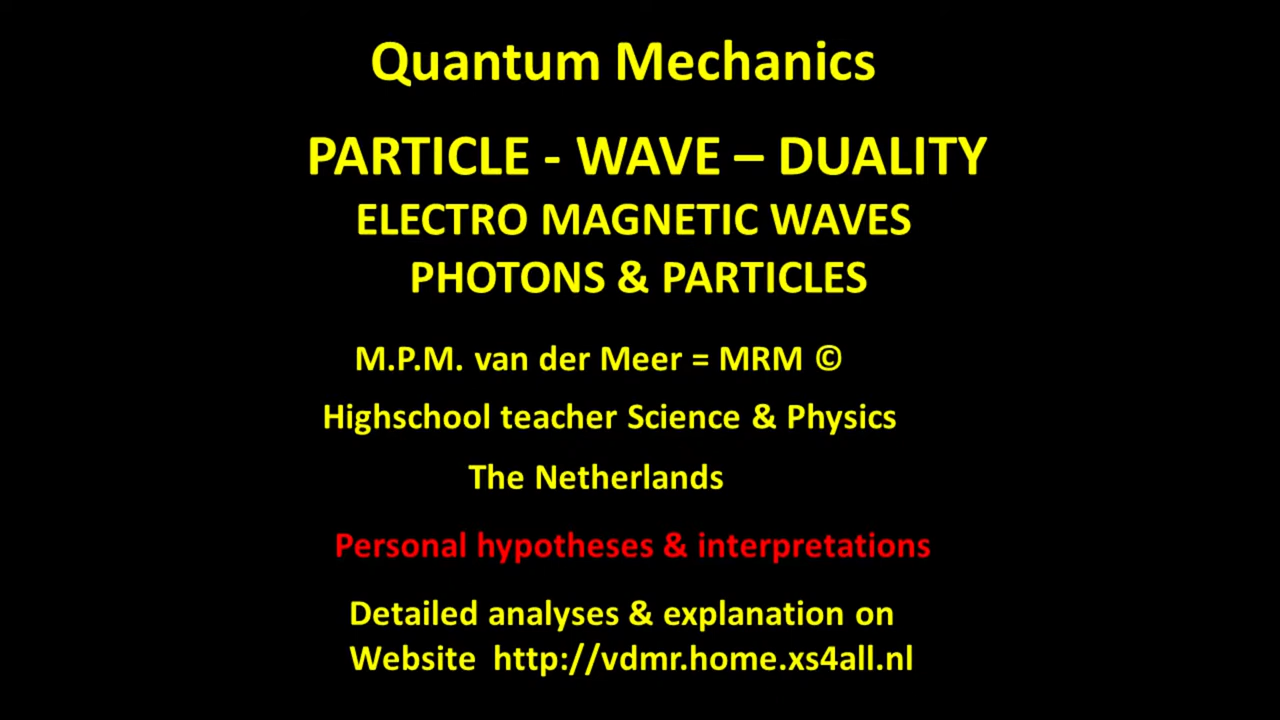 Quantum Mechanics
PARTICLE - WAVE – DUALITY
ELECTRO MAGNETIC WAVES
PHOTONS & PARTICLES
M.P.M. van der Meer = MRM ©
Highschool teacher Science & Physics
The Netherlands
Personal hypotheses & interpretations
Detailed analyses & explanation on
Website http://vdmr.home.xs4all.nl